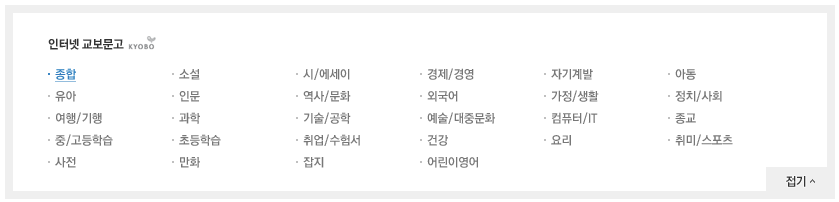 인터넷 교보문고 KYOBO
· 종합 · 소설 · 시/에세이 · 경제/경영 · 자기계발 · 아동
· 유아 · 인문 · 역사/문화 · 외국어 · 가정/생활 · 정치/사회
· 여행/기행 · 과학 · 기술/공학 · 예술/대중문화 · 컴퓨터/IT · 종교
· 중/고등학습 · 초등학습 · 취업/수험서 · 건강 · 요리 · 취미/스포츠
· 사전 · 만화 · 잡지 · 어린이영어
접기